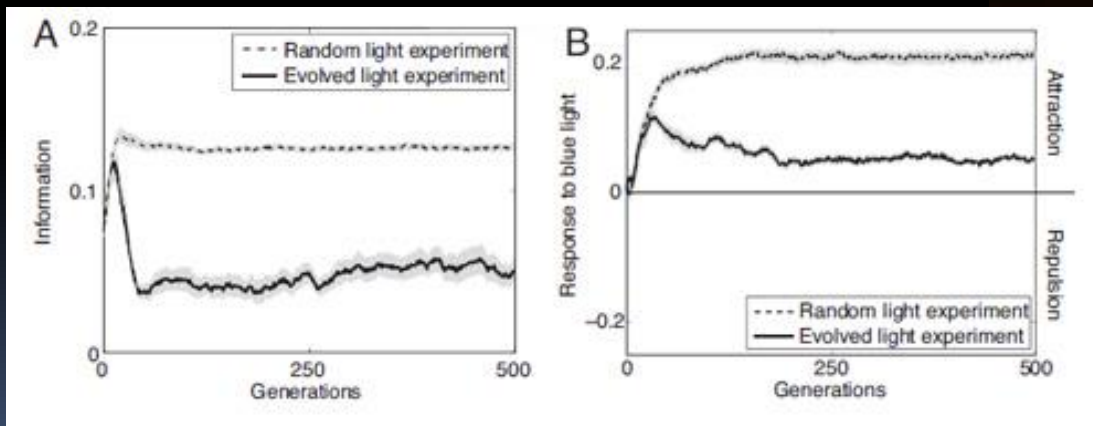 A
0.2
Random light experiment
Evolved light experiment
Information
0.1
0
0
250
500
Generations
B
0.2
Response to blue light
0
−0.2
Attraction
Repulsion
Random light experiment
Evolved light experiment
0
250
500
Generations